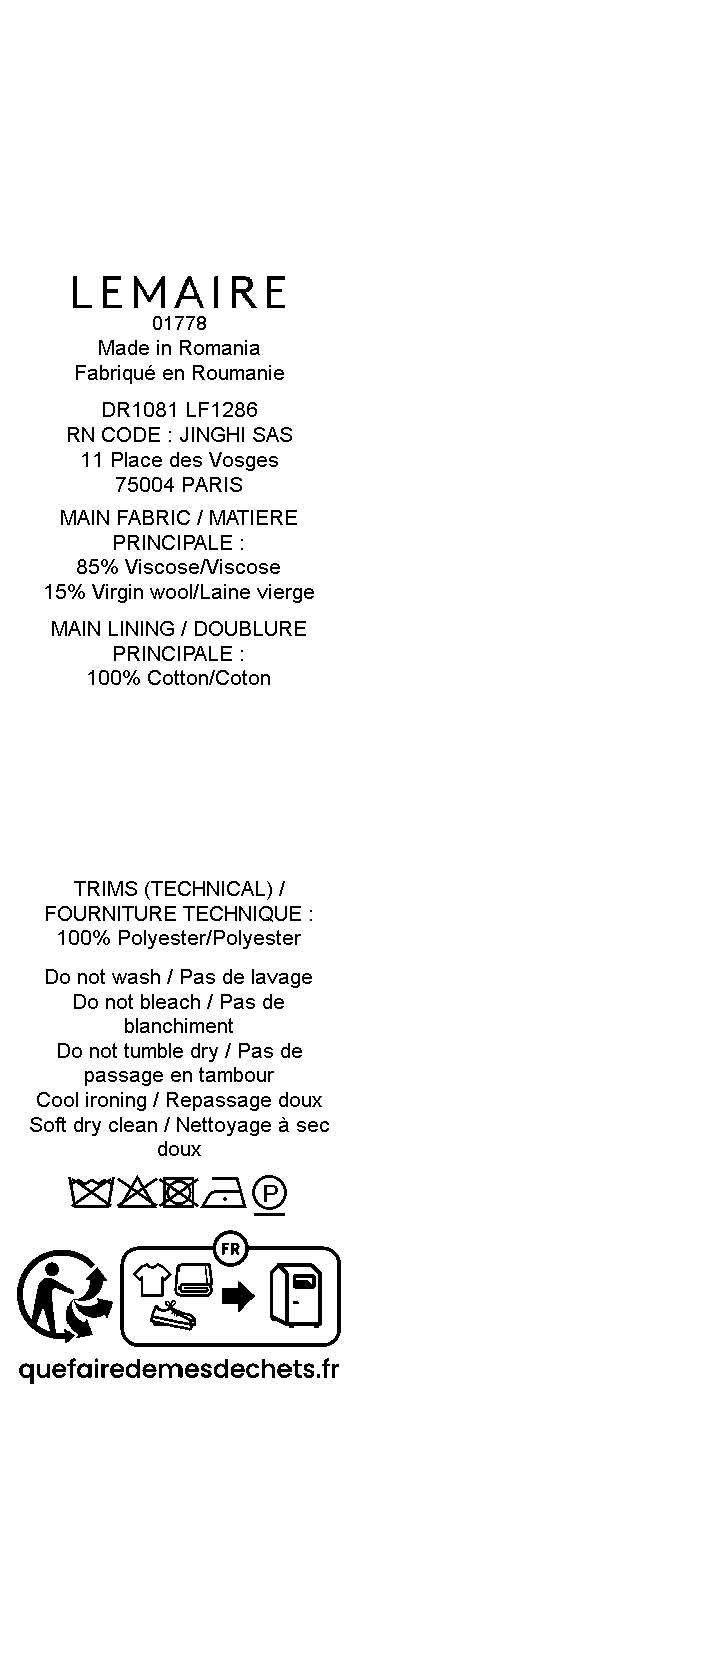 LEMAIRE
01778
Made in Romania
Fabriqué en Roumanie
DR1081 LF1286
RN CODE : JINGHI SAS
11 Place des Vosges
75004 PARIS
MAIN FABRIC / MATIERE
PRINCIPALE :
85% Viscose/Viscose
15% Virgin wool/Laine vierge
MAIN LINING / DOUBLURE
PRINCIPALE :
100% Cotton/Coton
TRIMS (TECHNICAL) /
FOURNITURE TECHNIQUE :
100% Polyester/Polyester
Do not wash / Pas de lavage
Do not bleach / Pas de
blanchiment
Do not tumble dry / Pas de
passage en tambour
Cool ironing / Repassage doux
Soft dry clean / Nettoyage à sec
doux
P
FR
quefairedemesdechets.fr